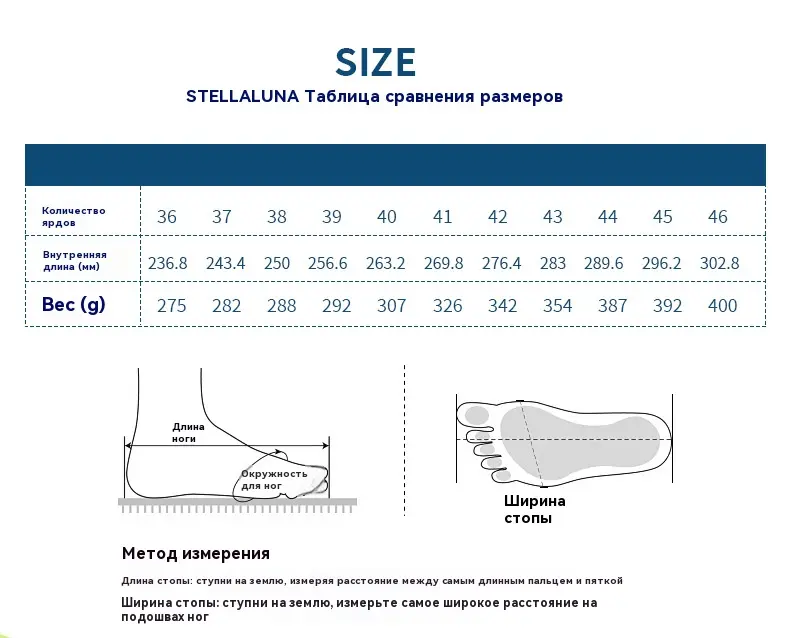 SIZE
STELLALUNA Таблица сравнения размеров
Количество
ярдов
36 37 38 39 40 41 42 43 44 45 46
Внутренняя
длина (мм)
236.8 243.4 250 256.6 263.2 269.8 276.4 283 289.6 296.2 302.8
Вес (g)
275 282 288 292 307 326 342 354 387 392 400
Длина
ноги
Окружность
для ног
Ширина
стопы
Метод измерения
Длина стопы: ступни на землю, измеряя расстояние между самым длинным пальцем и пяткой
Ширина стопы: ступни на землю, измерьте самое широкое расстояние на
подошвах ног